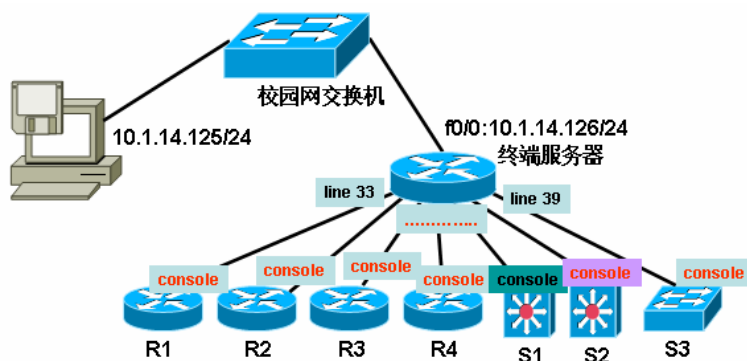 校园网交换机
10.1.14.125/24
f0/0:10.1.14.126/24
终端服务器
line 33
line 39
..............
console
console
console
console
console
console
console
R1
R2
R3
R4
S1
S2
S3